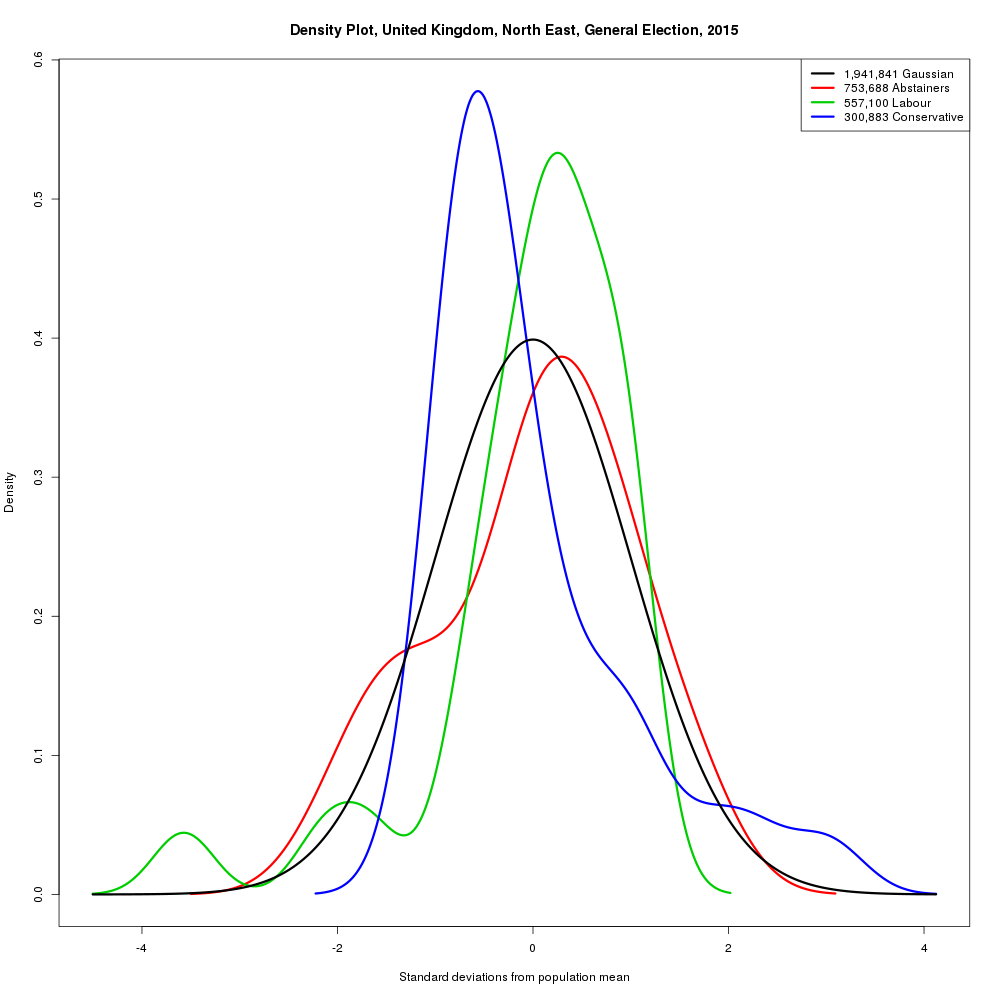 Density Plot, United Kingdom, North East, General Election, 2015
1,941,841 Gaussian
753,688 Abstainers
557,100 Labour
300,883 Conservative
Density
0.6
0.5
0.4
0.3
0.2
0.1
0.0
-4 -2 0 2 4
Standard deviations from population mean